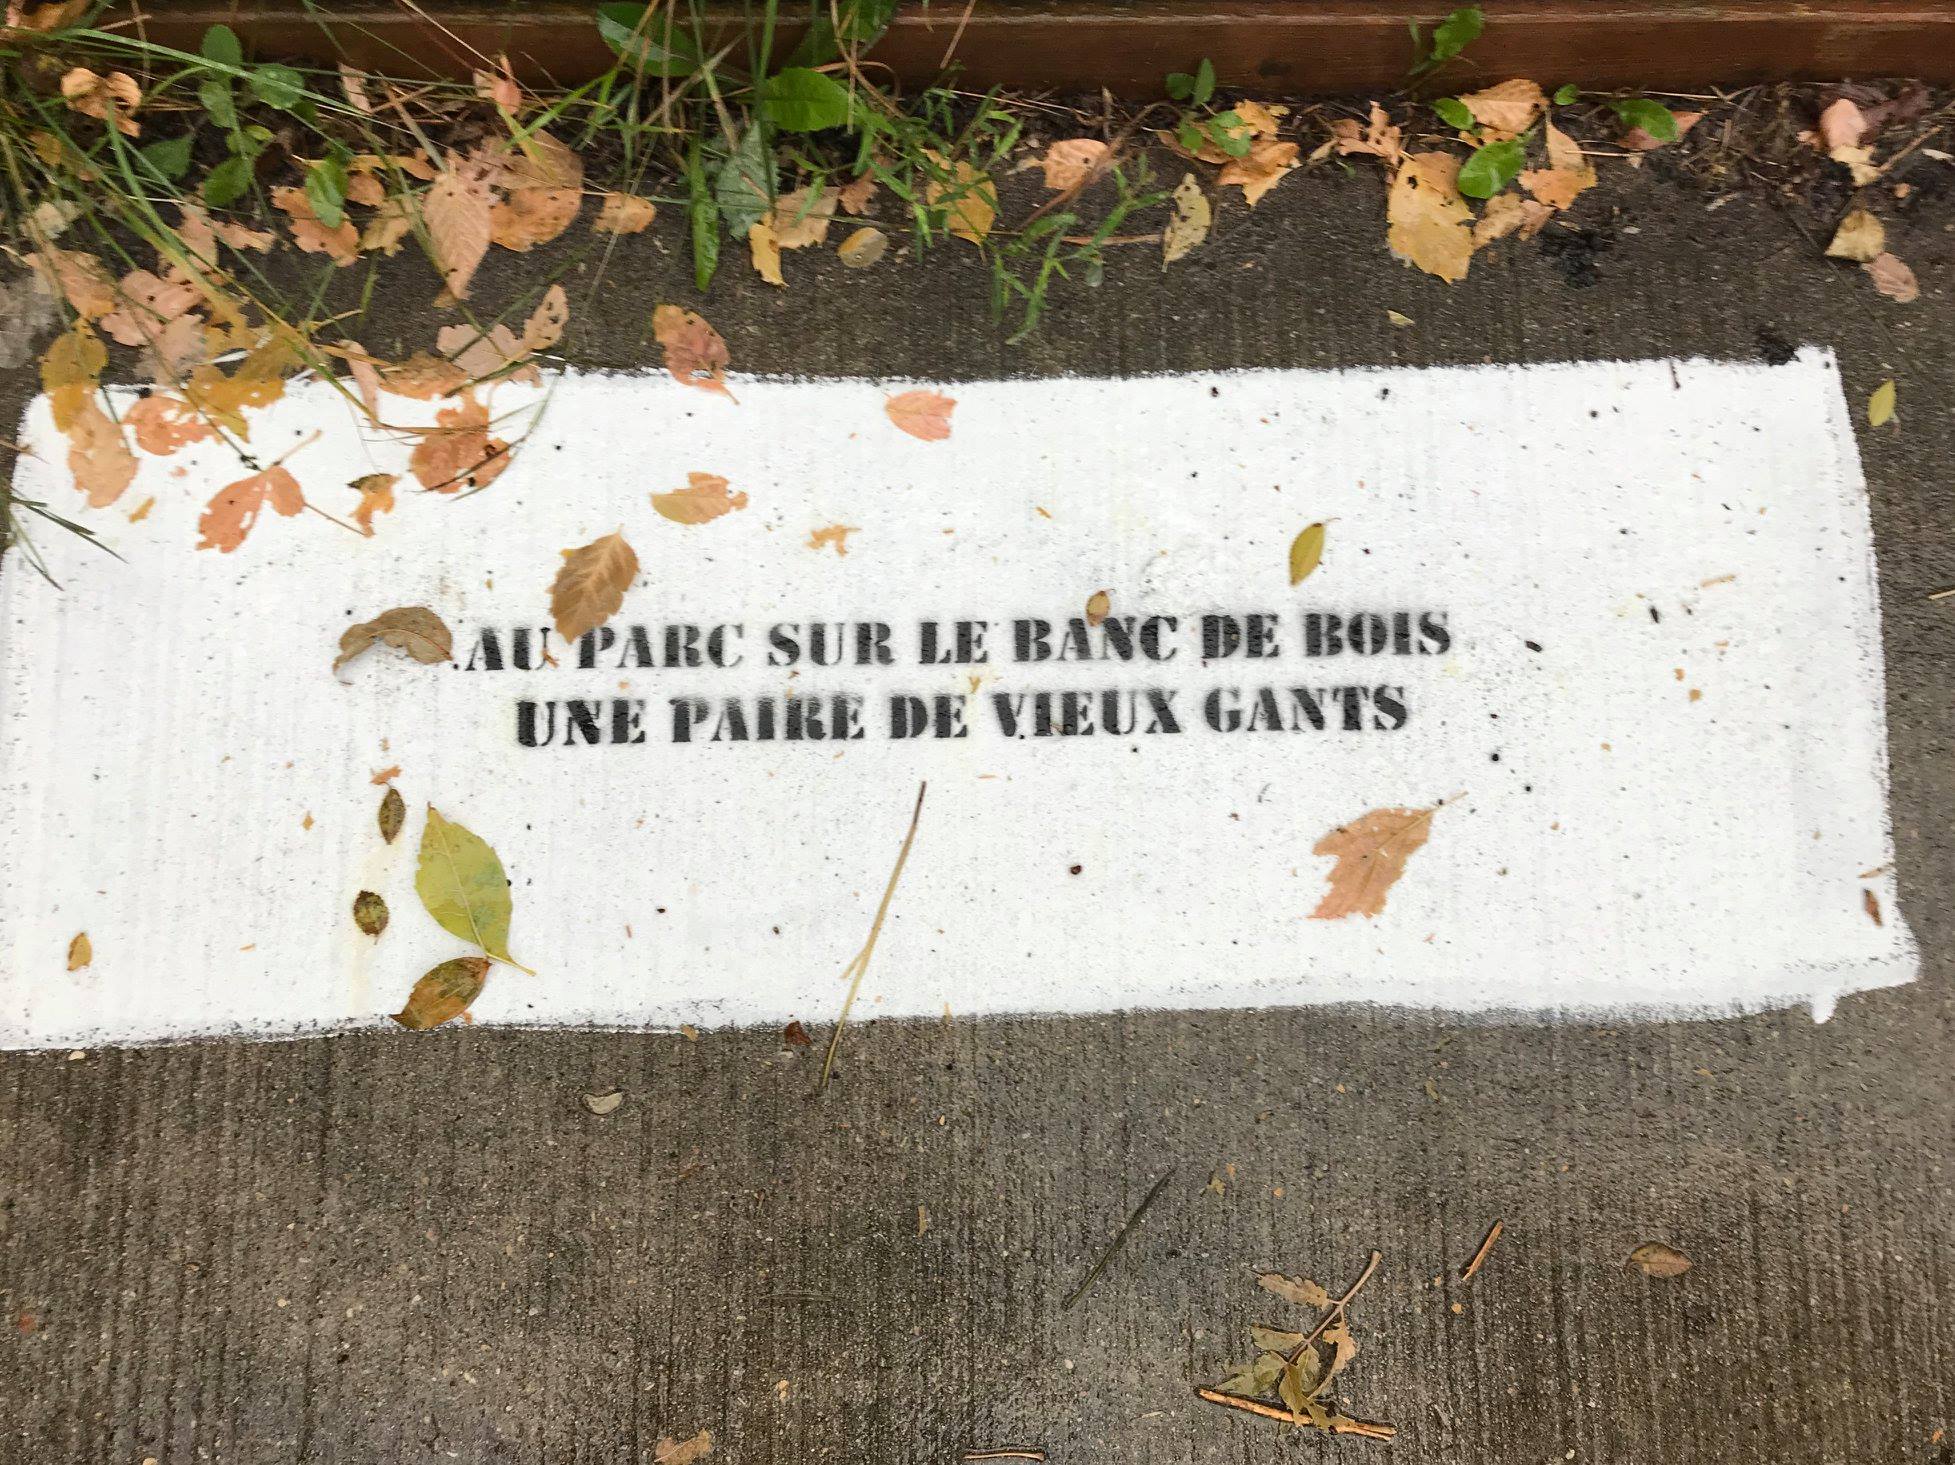 AU PARC SUR LE BANC DE BOIS
UNE PAIRE DE VIEUX GANTS